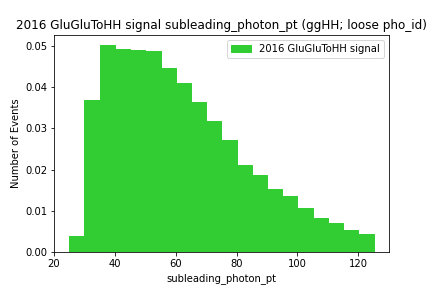 2016 GluGluToHH signal subleading_photon_pt (ggHH; loose pho_id)
2016 GluGluToHH signal
Number of Events
0.05
0.04
0.03
0.02
0.01
0.00
20 40 60 80 100 120
subleading_photon_pt